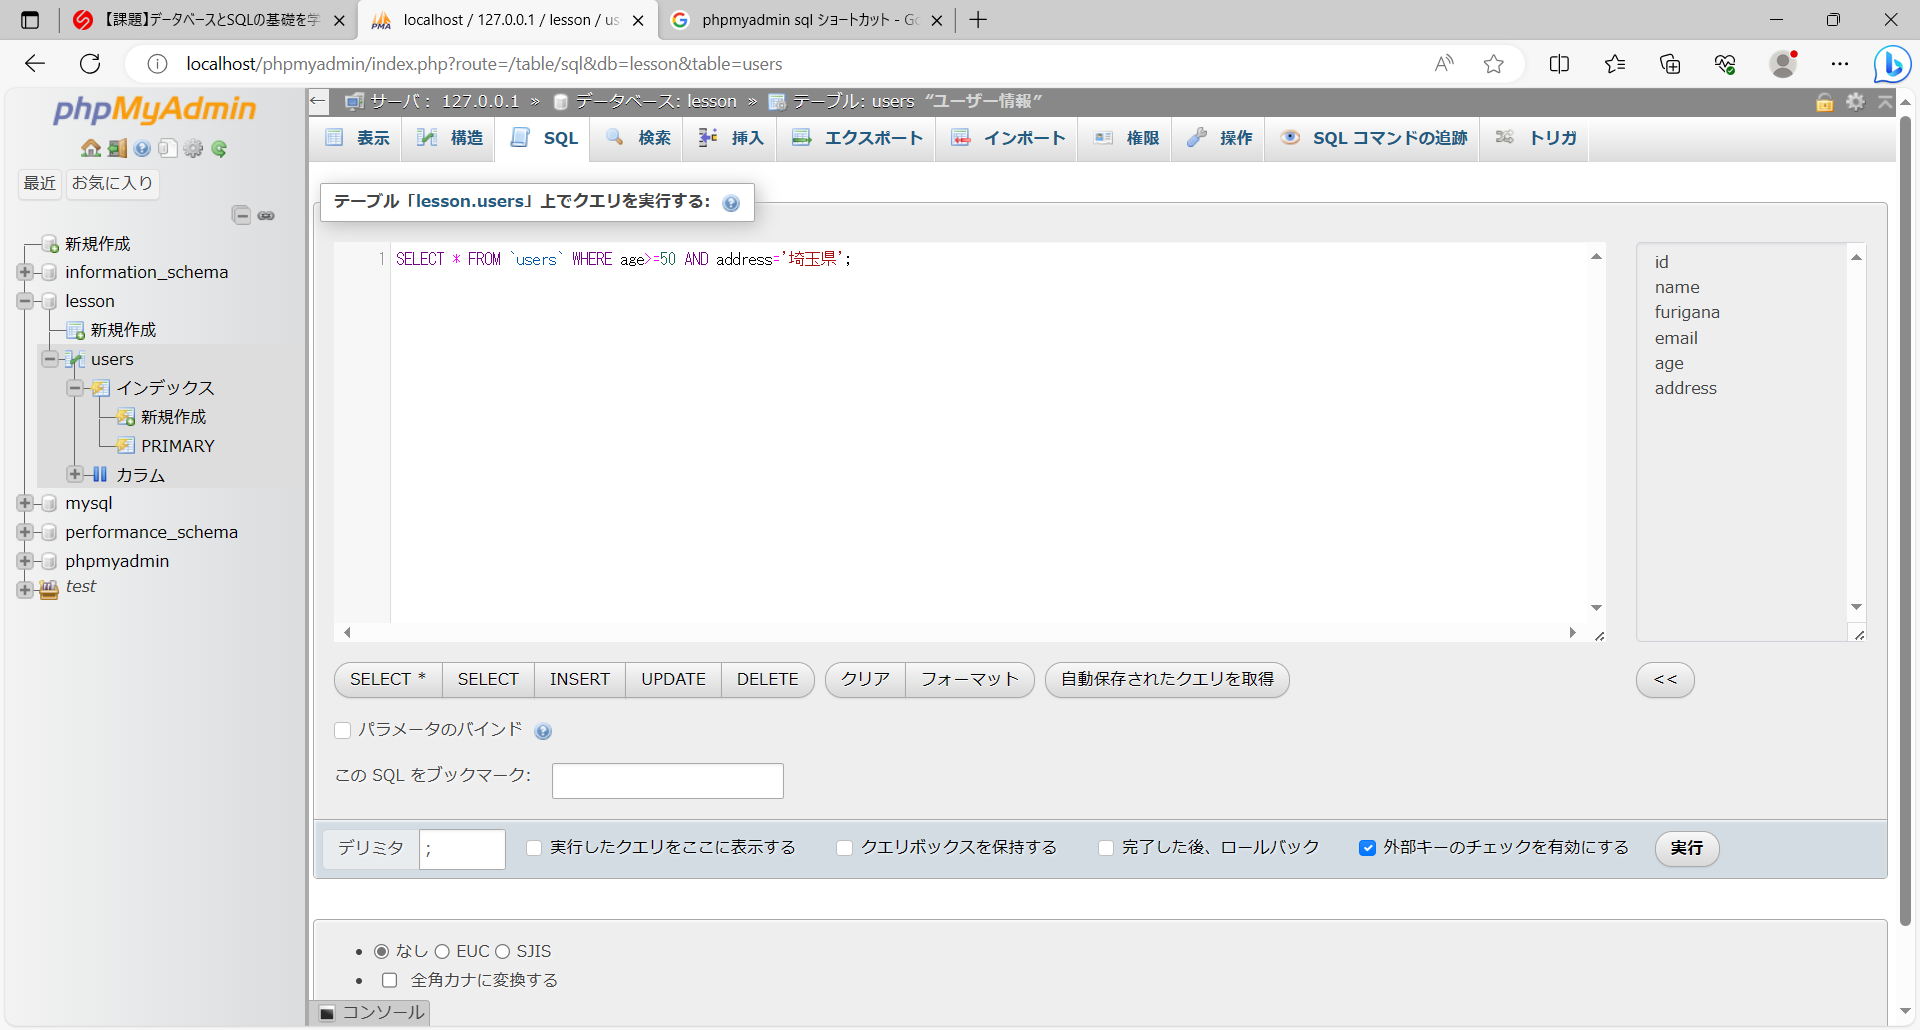 【課題】データベースとSQLの基礎を学
localhost / 127.0.0.1 / lesson / us
phpmyadmin sql ショートカット - Go
localhost/phpmyadmin/index.php?route=/table/sql&db=lesson&table=users
phpMyAdmin
最近 お気に入り
新規作成
information_schema
lesson
新規作成
users
インデックス
新規作成
PRIMARY
カラム
mysql
performance_schema
phpmyadmin
test
サーバ: 127.0.0.1 » データベース: lesson » テーブル: users “ユーザー情報”
表示 構造 SQL 検索 挿入 エクスポート インポート 権限 操作 SQL コマンドの追跡 トリガ
テーブル「lesson.users」上でクエリを実行する:
1 SELECT * FROM `users` WHERE age>=50 AND address='埼玉県';
id
name
furigana
email
age
address
SELECT * SELECT INSERT UPDATE DELETE クリア フォーマット 自動保存されたクエリを取得 <<
パラメータのバインド
この SQL をブックマーク:
デリミタ ; 実行したクエリをここに表示する クエリボックスを保持する 完了した後、ロールバック 外部キーのチェックを有効にする 実行
なし EUC SJIS
全角カナに変換する
コンソール